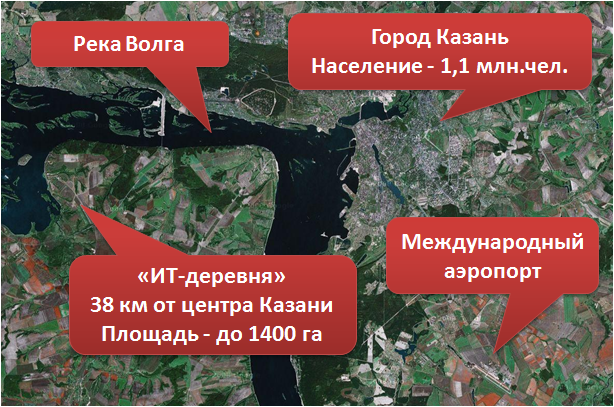 Река Волга
Город Казань
Население - 1,1 млн.чел.
Международный
аэропорт
«ИТ-деревня»
38 км от центра Казани
Площадь - до 1400 га